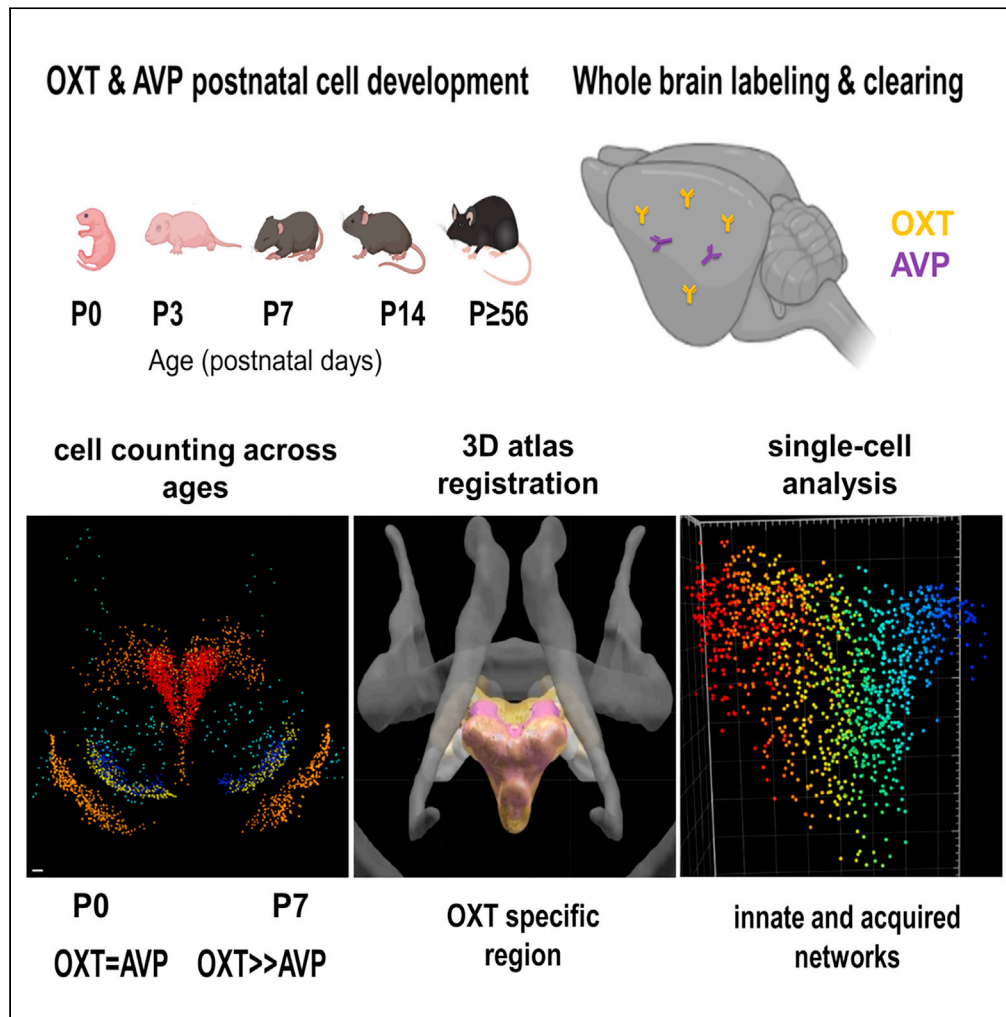 OXT & AVP postnatal cell development
Whole brain labeling & clearing
P0 P3 P7 P14 P≥56
Age (postnatal days)
OXT
AVP
cell counting across
ages
3D atlas
registration
single-cell
analysis
P0 P7
OXT=AVP OXT>>AVP
OXT specific
region
innate and acquired
networks